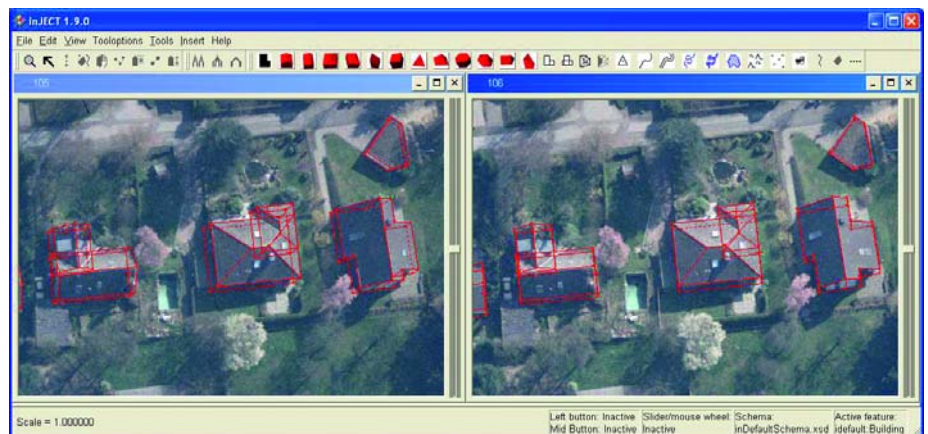 InJECT 1.9.0
File Edit View Tooloptions Tools Insert Help
106
106
Scale = 1.000000
Left button: Inactive
Mid Button: Inactive
Slider/mouse wheel:
Inactive
Schema:
inDefaultSchema.xsd
Active feature:
idefault:Building